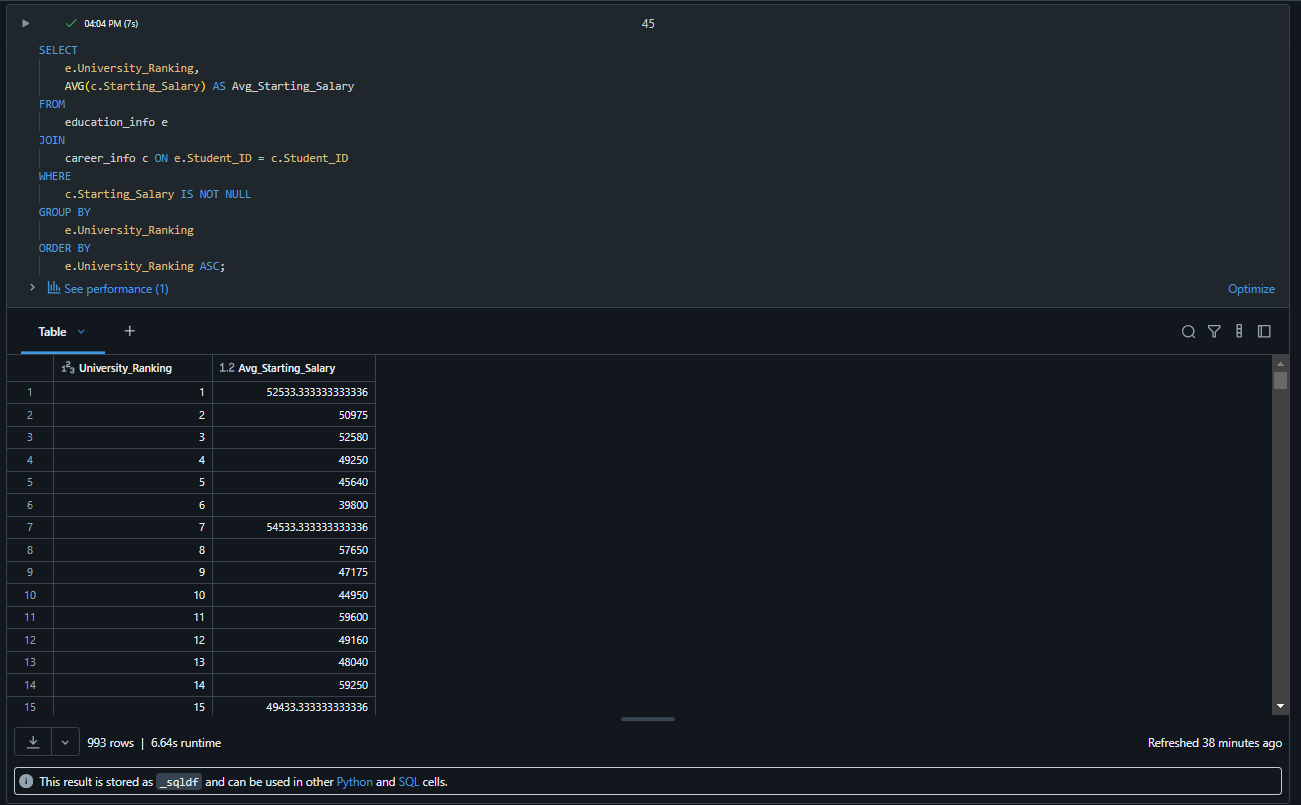 04:04 PM (7s)
45
SELECT
e.University_Ranking,
AVG(c.Starting_Salary) AS Avg_Starting_Salary
FROM
education_info e
JOIN
career_info c ON e.Student_ID = c.Student_ID
WHERE
c.Starting_Salary IS NOT NULL
GROUP BY
e.University_Ranking
ORDER BY
e.University_Ranking ASC;
See performance (1)
Optimize
Table
+
123 University_Ranking 1.2 Avg_Starting_Salary
1 1 52533.333333333336
2 2 50975
3 3 52580
4 4 49250
5 5 45640
6 6 39800
7 7 54533.333333333336
8 8 57650
9 9 47175
10 10 44950
11 11 59600
12 12 49160
13 13 48040
14 14 59250
15 15 49433.333333333336
993 rows | 6.64s runtime
Refreshed 38 minutes ago
This result is stored as _sqldf and can be used in other Python and SQL cells.